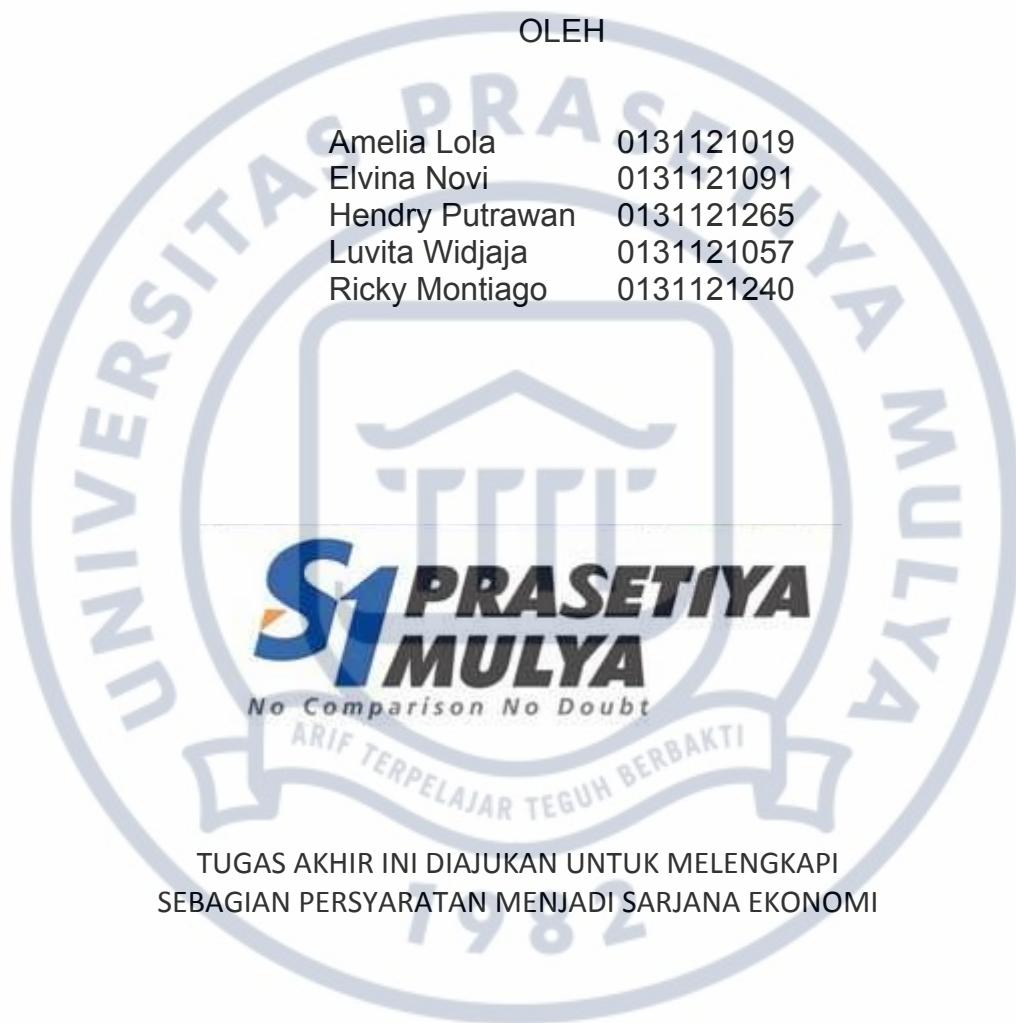 OLEH
Amelia Lola 0131121019
Elvina Novi 0131121091
Hendry Putrawan 0131121265
Luvita Widjaja 0131121057
Ricky Montiago 0131121240
UNIVERSITAS PRASETIYA MULYA
S1 PRASETIYA
MULYA
No Comparison No Doubt
ARIF TERPELAJAR TEGUH BERBAKTI
TUGAS AKHIR INI DIAJUKAN UNTUK MELENGKAPI
SEBAGIAN PERSYARATAN MENJADI SARJANA EKONOMI
1982